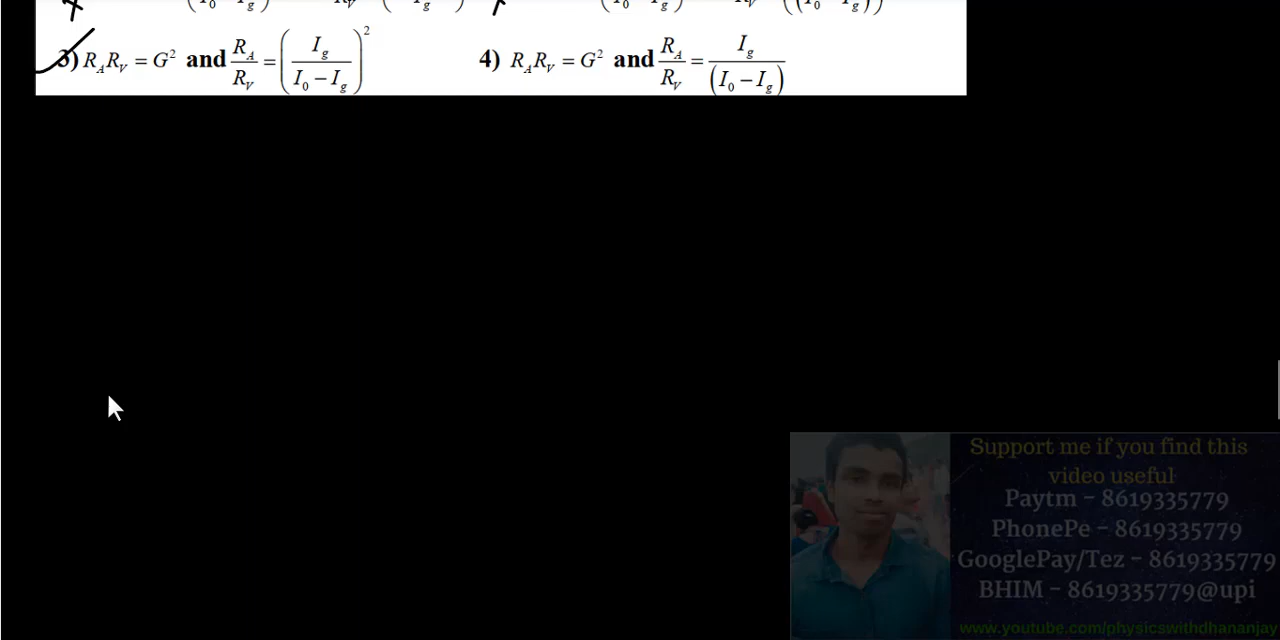 3) R_A R_V = G² and R_A/R_V = (I_g/(I_0 − I_g))²
4) R_A R_V = G² and R_A/R_V = I_g/(I_0 − I_g)
Support me if you find this
video useful
Paytm - 8619335779
PhonePe - 8619335779
GooglePay/Tez - 8619335779
BHIM - 8619335779@upi
www.youtube.com/physicswithdhananjay